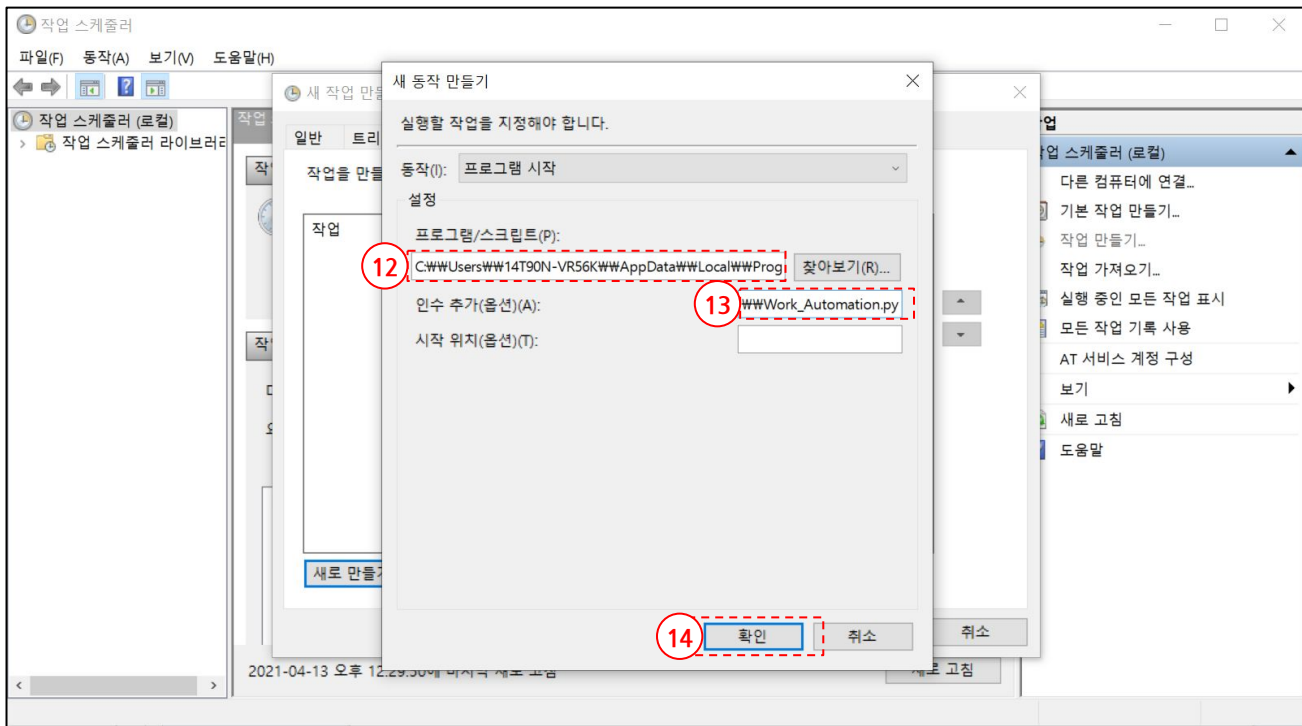 작업 스케줄러
파일(F) 동작(A) 보기(V) 도움말(H)
작업 스케줄러 (로컬)
작업 스케줄러 라이브러리
작업
새 작업 만들
일반 트리
작업을 만들
작업
새로 만들기
취소
2021-04-13 오후 12:29:50에 마지막 새로 고침
새로 고침
새 동작 만들기
실행할 작업을 지정해야 합니다.
동작(I): 프로그램 시작
설정
프로그램/스크립트(P):
12 C:₩₩Users₩₩14T90N-VR56K₩₩AppData₩₩Local₩₩Prog 찾아보기(R)...
인수 추가(옵션)(A): 13 ₩₩Work_Automation.py
시작 위치(옵션)(T):
14 확인 취소
작업 스케줄러 (로컬)
다른 컴퓨터에 연결...
기본 작업 만들기...
작업 만들기...
작업 가져오기...
실행 중인 모든 작업 표시
모든 작업 기록 사용
AT 서비스 계정 구성
보기
새로 고침
도움말